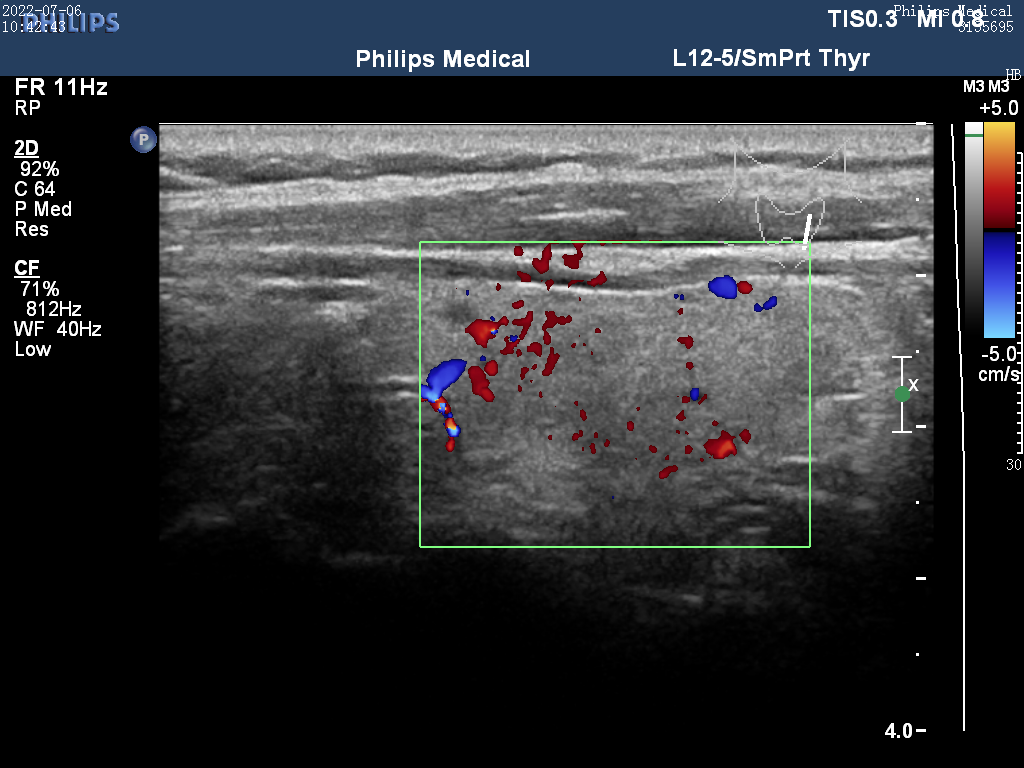 2022-07-06
10:42:43
PHILIPS
TIS0.3 MI 0.8
Philips Medical
Philips Medical
L12-5/SmPrt Thyr
HB
FR 11Hz
RP
M3 M3
+5.0
P
2D
92%
C 64
P Med
Res
CF
71%
812Hz
WF 40Hz
Low
-5.0
cm/s
x
30
4.0